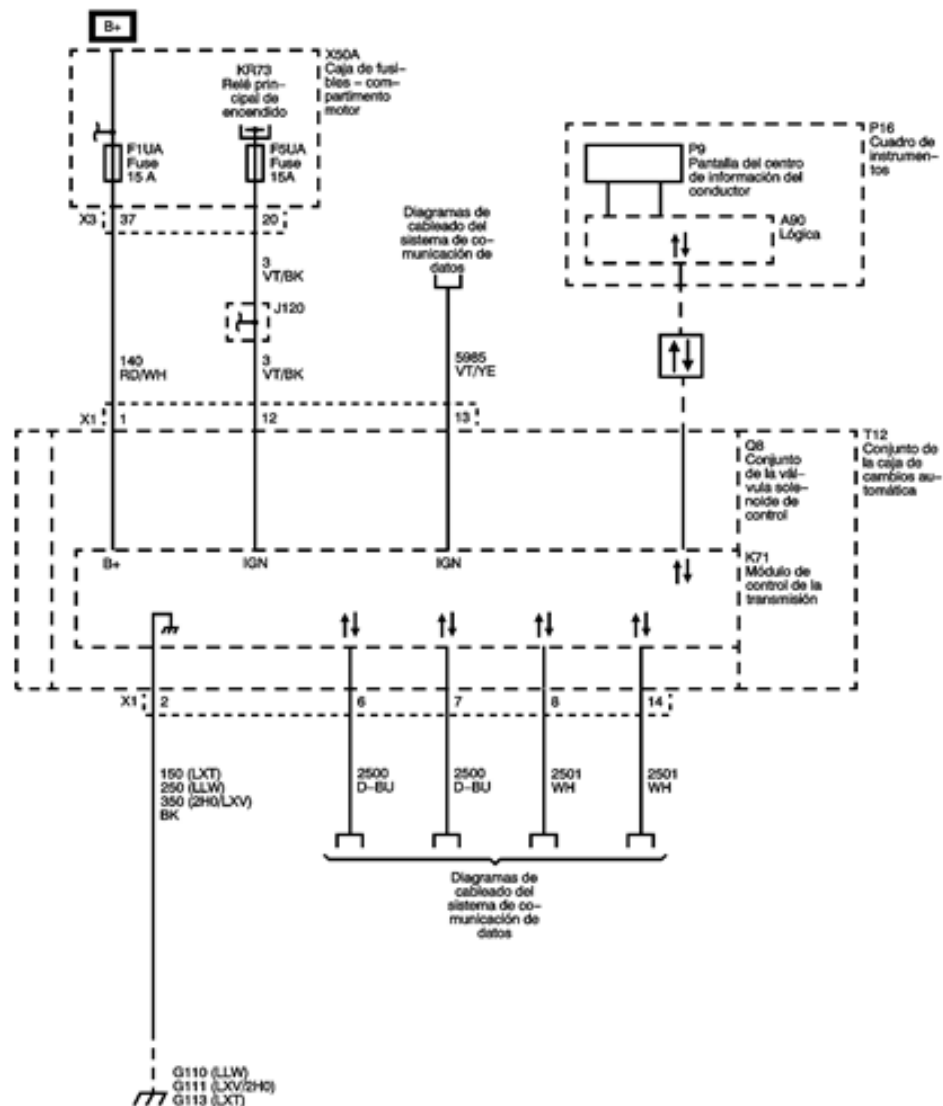 B+
X50A
Caja de fusi–
bles – com–
partimento
motor
KR73
Relé prin–
cipal de
encendido
F1UA
Fuse
15 A
F5UA
Fuse
15A
X3
37
20
P16
Cuadro de
instrumen–
tos
P9
Pantalla del centro
de información del
conductor
A90
Lógica
Diagramas de
cableado del
sistema de co–
municación de
datos
3
VT/BK
J120
140
RD/WH
3
VT/BK
5985
VT/YE
X1
1
12
13
Q8
Conjunto
de la vál–
vula sole–
noide de
control
T12
Conjunto de
la caja de
cambios au–
tomática
B+
IGN
IGN
K71
Módulo de
control de la
transmisión
X1
2
6
7
8
14
150 (LXT)
250 (LLW)
350 (2H0/LXV)
BK
2500
D–BU
2500
D–BU
2501
WH
2501
WH
Diagramas de
cableado del
sistema de co–
municación de
datos
G110 (LLW)
G111 (LXV/2H0)
G113 (LXT)